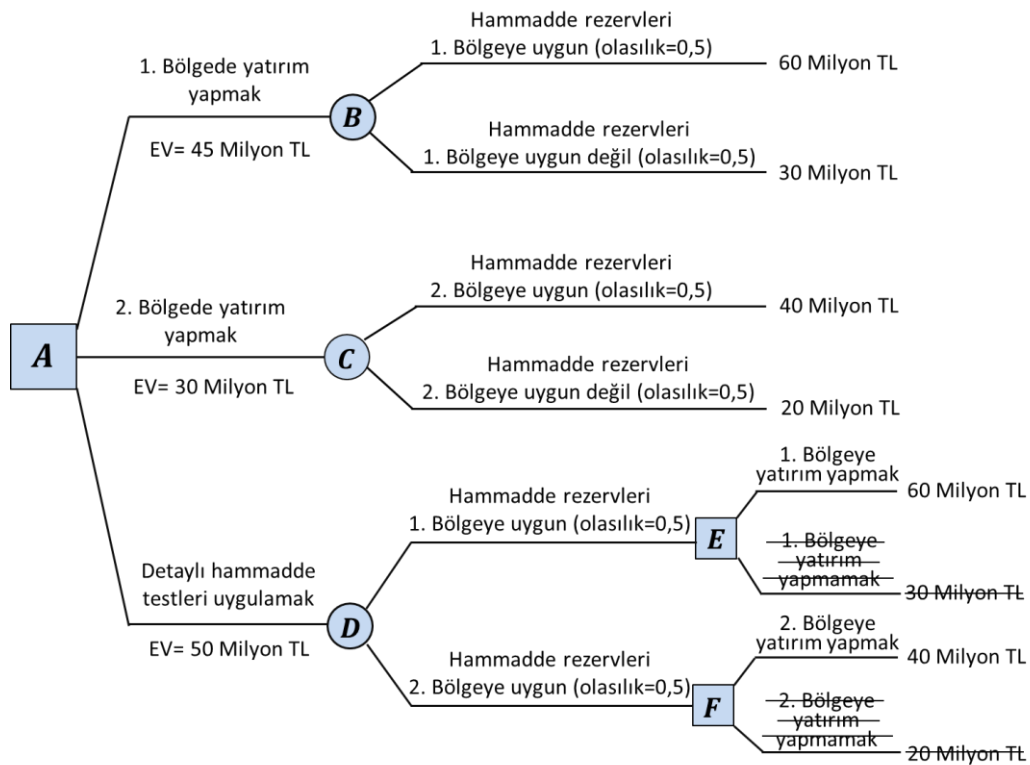 Hammadde rezervleri
1. Bölgeye uygun (olasılık=0,5)
60 Milyon TL
1. Bölgede yatırım
yapmak
B
EV= 45 Milyon TL
Hammadde rezervleri
1. Bölgeye uygun değil (olasılık=0,5)
30 Milyon TL
Hammadde rezervleri
2. Bölgeye uygun (olasılık=0,5)
40 Milyon TL
2. Bölgede yatırım
yapmak
A
C
EV= 30 Milyon TL
Hammadde rezervleri
2. Bölgeye uygun değil (olasılık=0,5)
20 Milyon TL
1. Bölgeye
yatırım yapmak
60 Milyon TL
Hammadde rezervleri
1. Bölgeye uygun (olasılık=0,5)
E
1. Bölgeye
yatırım
yapmamak
30 Milyon TL
Detaylı hammadde
testleri uygulamak
D
EV= 50 Milyon TL
2. Bölgeye
yatırım yapmak
40 Milyon TL
Hammadde rezervleri
2. Bölgeye uygun (olasılık=0,5)
F
2. Bölgeye
yatırım
yapmamak
20 Milyon TL